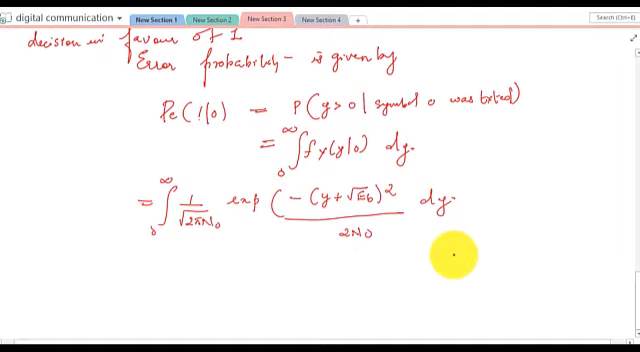 digital communication
New Section 1
New Section 2
New Section 3
New Section 4
+
Search (Ctrl+E)
decision in favour of 1
Error probability is given by
Pe(1|0) = P(y>0 | symbol 0 was txted)
= ∫₀^∞ fy(y|0) dy.
= ∫₀^∞ 1/√2πN0 exp (-(y+√Eb)²/2N0 dy.